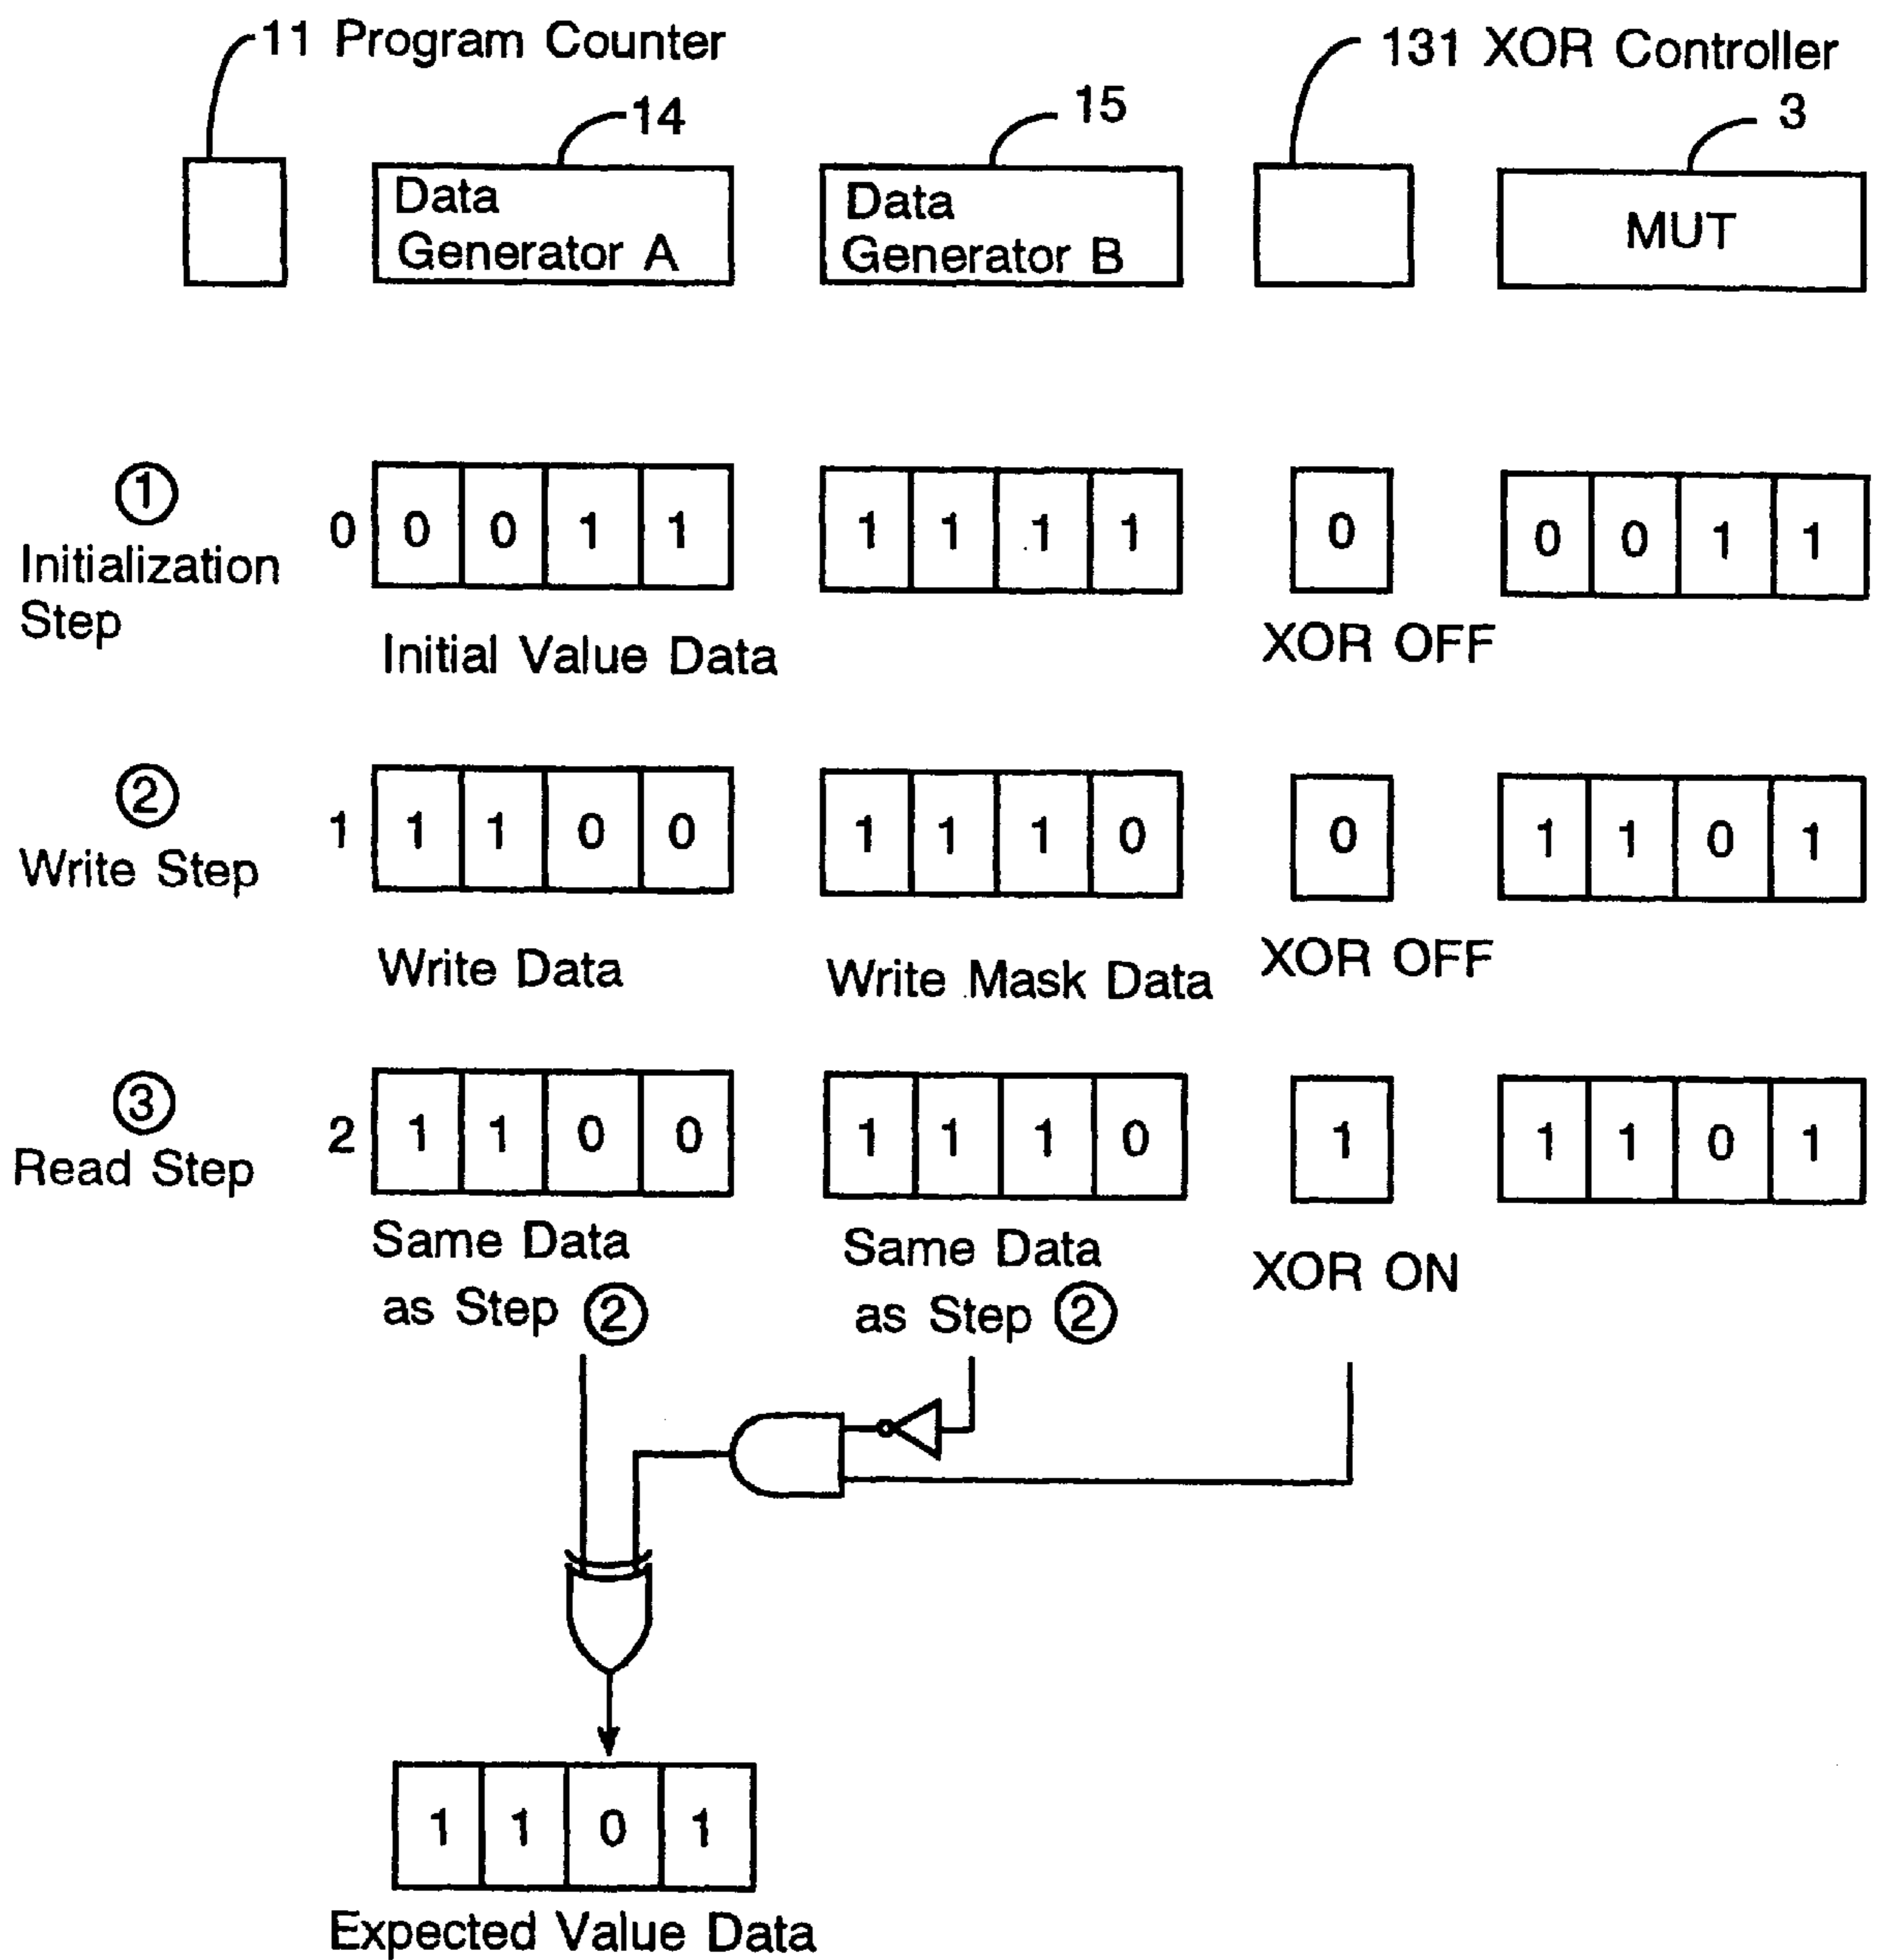 11 Program Counter
131 XOR Controller
14
15
3
Data
Generator A
Data
Generator B
MUT
①
Initialization
Step
0 0 0 1 1
1 1 1 1
0
0 0 1 1
Initial Value Data
XOR OFF
②
Write Step
1 1 1 0 0
1 1 1 0
0
1 1 0 1
Write Data
Write Mask Data
XOR OFF
③
Read Step
2 1 1 0 0
1 1 1 0
1
1 1 0 1
Same Data
as Step ②
Same Data
as Step ②
XOR ON
1 1 0 1
Expected Value Data